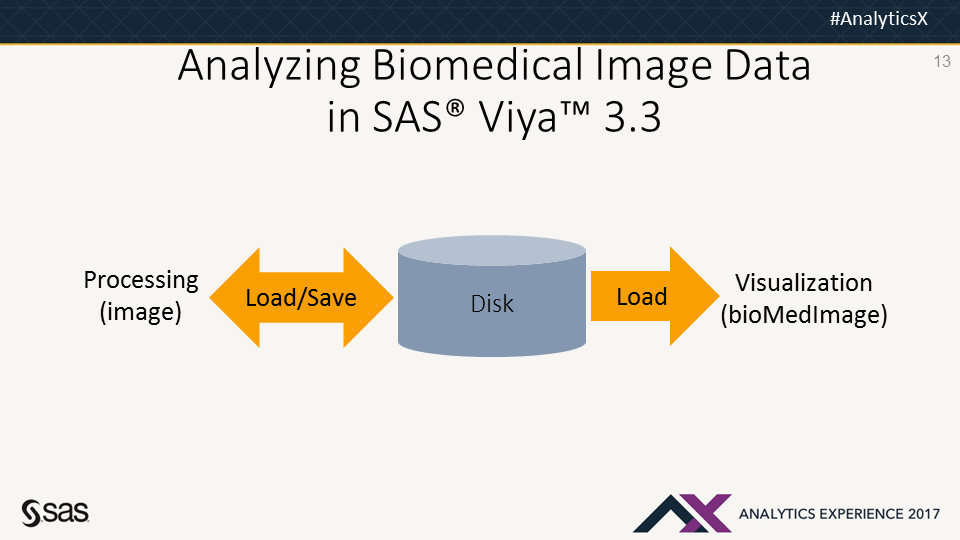 #AnalyticsX
13
Analyzing Biomedical Image Data
in SAS® Viya™ 3.3
Processing
(image)
Load/Save
Disk
Load
Visualization
(bioMedImage)
sas
ANALYTICS EXPERIENCE 2017